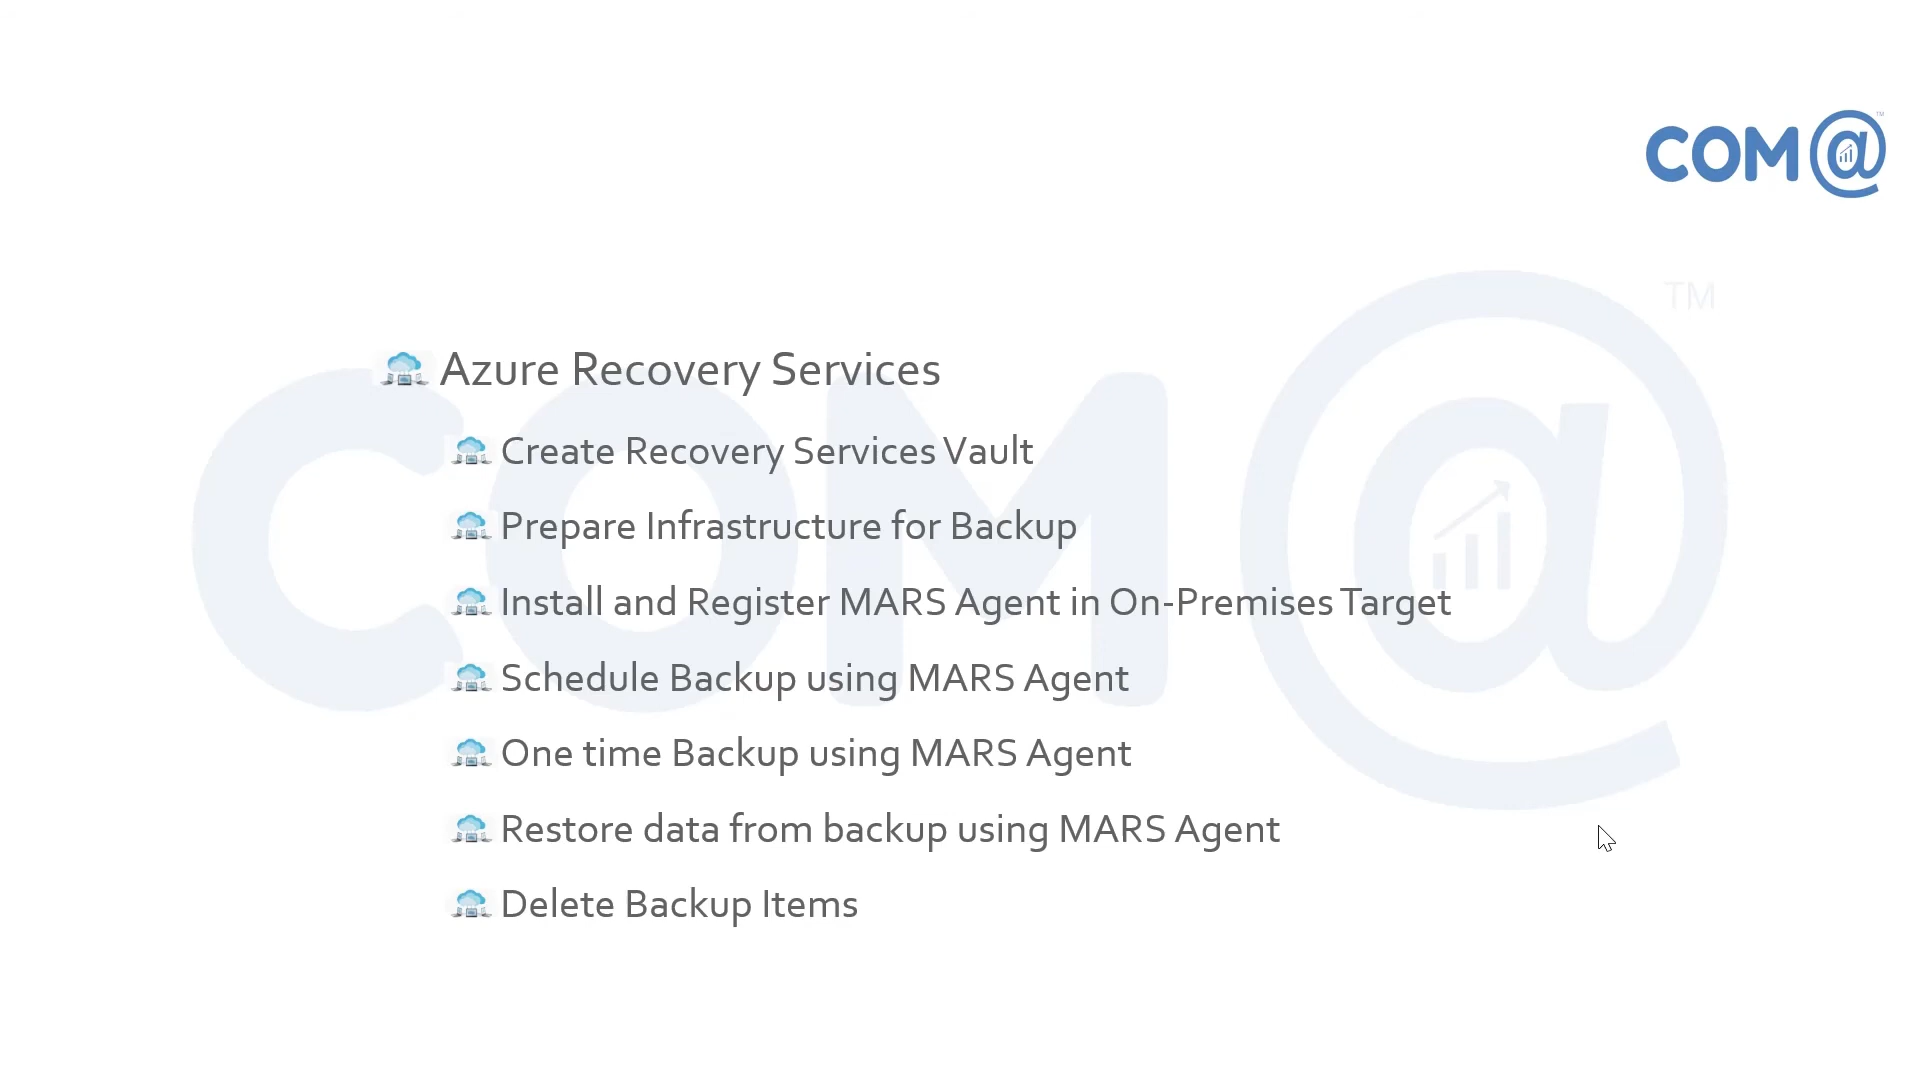 COM@
TM
TM
Azure Recovery Services
Create Recovery Services Vault
Prepare Infrastructure for Backup
Install and Register MARS Agent in On-Premises Target
Schedule Backup using MARS Agent
One time Backup using MARS Agent
Restore data from backup using MARS Agent
Delete Backup Items
COM@